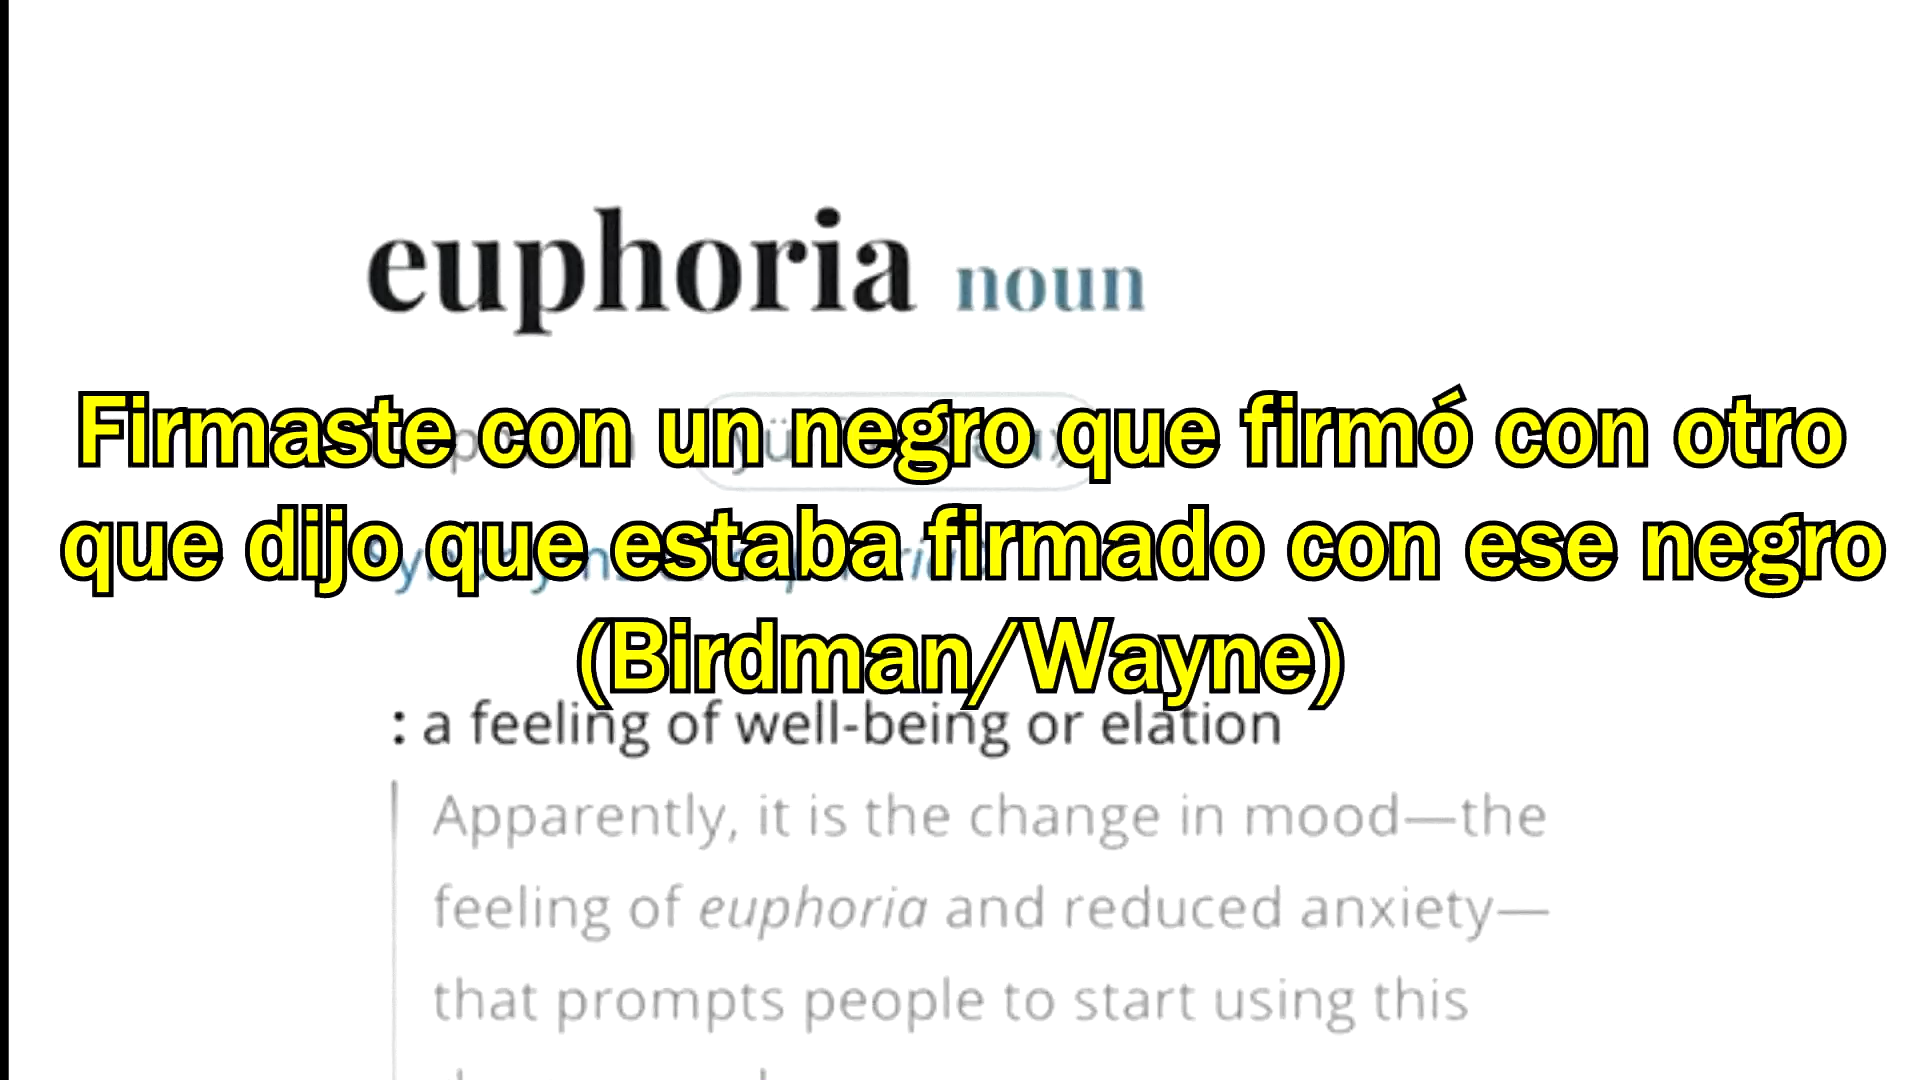 euphoria noun
Firmaste con un negro que firmó con otro
que dijo que estaba firmado con ese negro
(Birdman/Wayne)
: a feeling of well-being or elation
Apparently, it is the change in mood—the
feeling of euphoria and reduced anxiety—
that prompts people to start using this